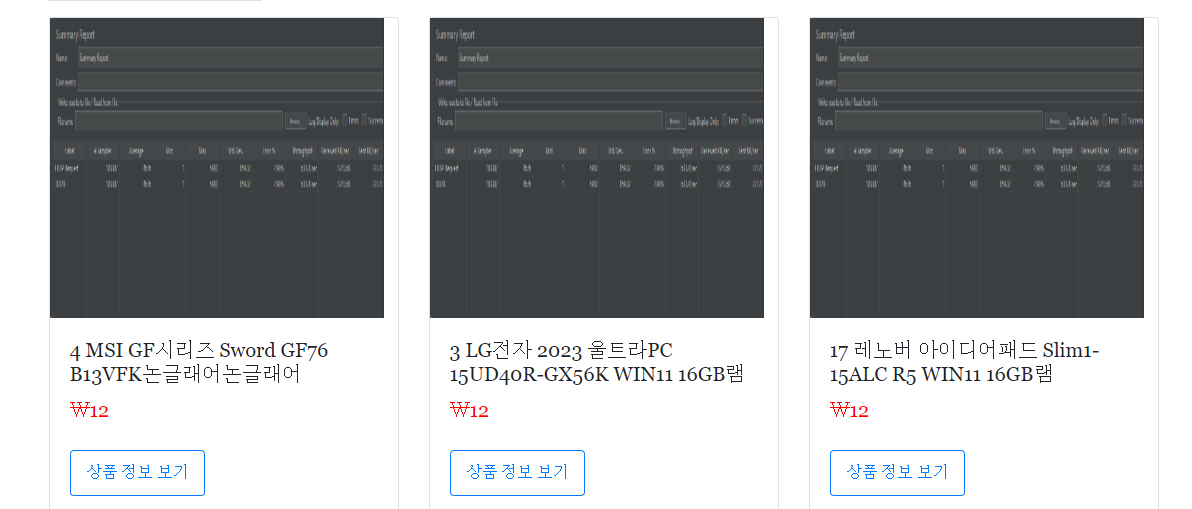 Summary Report
Name: Summary Report
Comments:
Write results to file / Read from File
Filename Browse... Log/Display Only: Errors Successes
Label # Samples Average Min Max Std. Dev. Error % Throughput Received KB/sec Sent KB/sec
HTTP Request
TOTAL
Summary Report
Name: Summary Report
Comments:
Write results to file / Read from File
Filename Browse... Log/Display Only: Errors Successes
Label # Samples Average Min Max Std. Dev. Error % Throughput Received KB/sec Sent KB/sec
HTTP Request
TOTAL
Summary Report
Name: Summary Report
Comments:
Write results to file / Read from File
Filename Browse... Log/Display Only: Errors Successes
Label # Samples Average Min Max Std. Dev. Error % Throughput Received KB/sec Sent KB/sec
HTTP Request
TOTAL
4 MSI GF시리즈 Sword GF76
B13VFK논글래어논글래어
₩12
상품 정보 보기
3 LG전자 2023 울트라PC
15UD40R-GX56K WIN11 16GB램
₩12
상품 정보 보기
17 레노버 아이디어패드 Slim1-
15ALC R5 WIN11 16GB램
₩12
상품 정보 보기